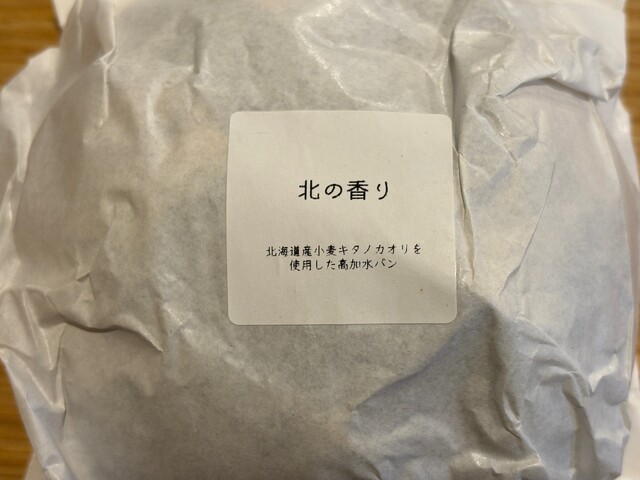 北の香り
北海道産小麦キタノカオリを
使用した高加水パン